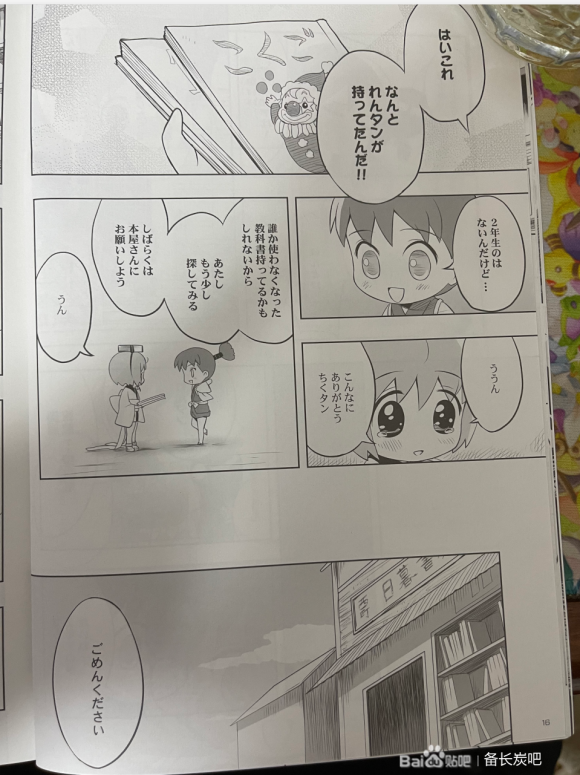 はいこれ
なんと
れんタンが
持ってたんだ!!
2年生のは
ないんだけど…
ううん
こんなに
ありがとう
ちくタン
誰か使わなくなった
教科書持ってるかも
しれないから
あたし
もう少し
探してみる
しばらくは
本屋さんに
お願いしよう
うん
ごめんください
16
Bai贴吧 | 备长炭吧